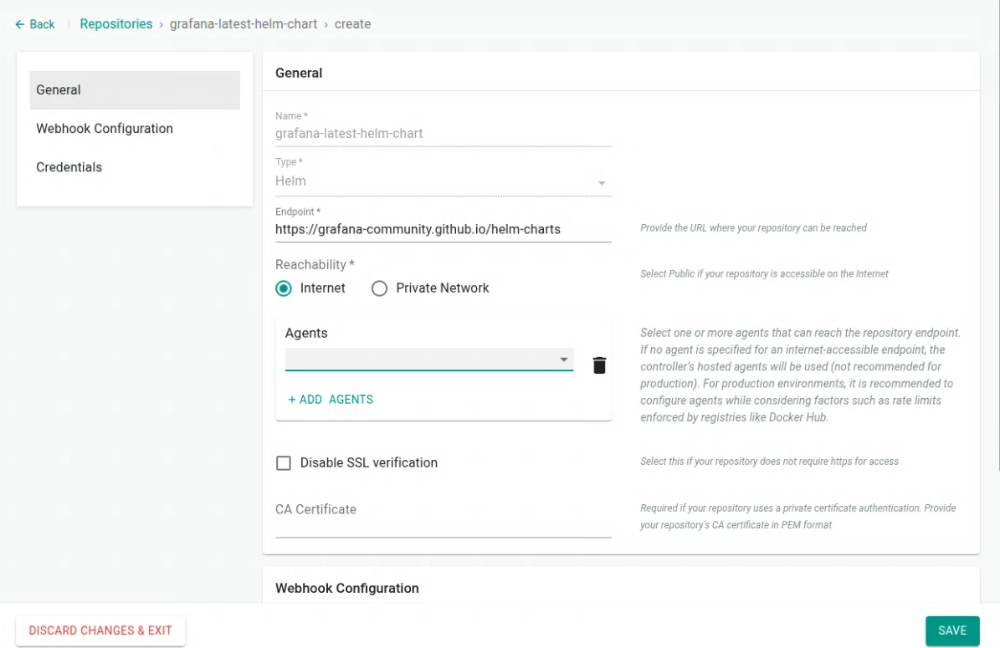 ← Back
Repositories › grafana-latest-helm-chart › create
General
Webhook Configuration
Credentials
General
Name *
grafana-latest-helm-chart
Type *
Helm
Endpoint *
https://grafana-community.github.io/helm-charts
Provide the URL where your repository can be reached
Reachability *
Select Public if your repository is accessible on the Internet
Internet
Private Network
Agents
+ ADD AGENTS
Select one or more agents that can reach the repository endpoint.
If no agent is specified for an internet-accessible endpoint, the
controller's hosted agents will be used (not recommended for
production). For production environments, it is recommended to
configure agents while considering factors such as rate limits
enforced by registries like Docker Hub.
Disable SSL verification
Select this if your repository does not require https for access
CA Certificate
Required if your repository uses a private certificate authentication. Provide
your repository's CA certificate in PEM format
Webhook Configuration
DISCARD CHANGES & EXIT
SAVE